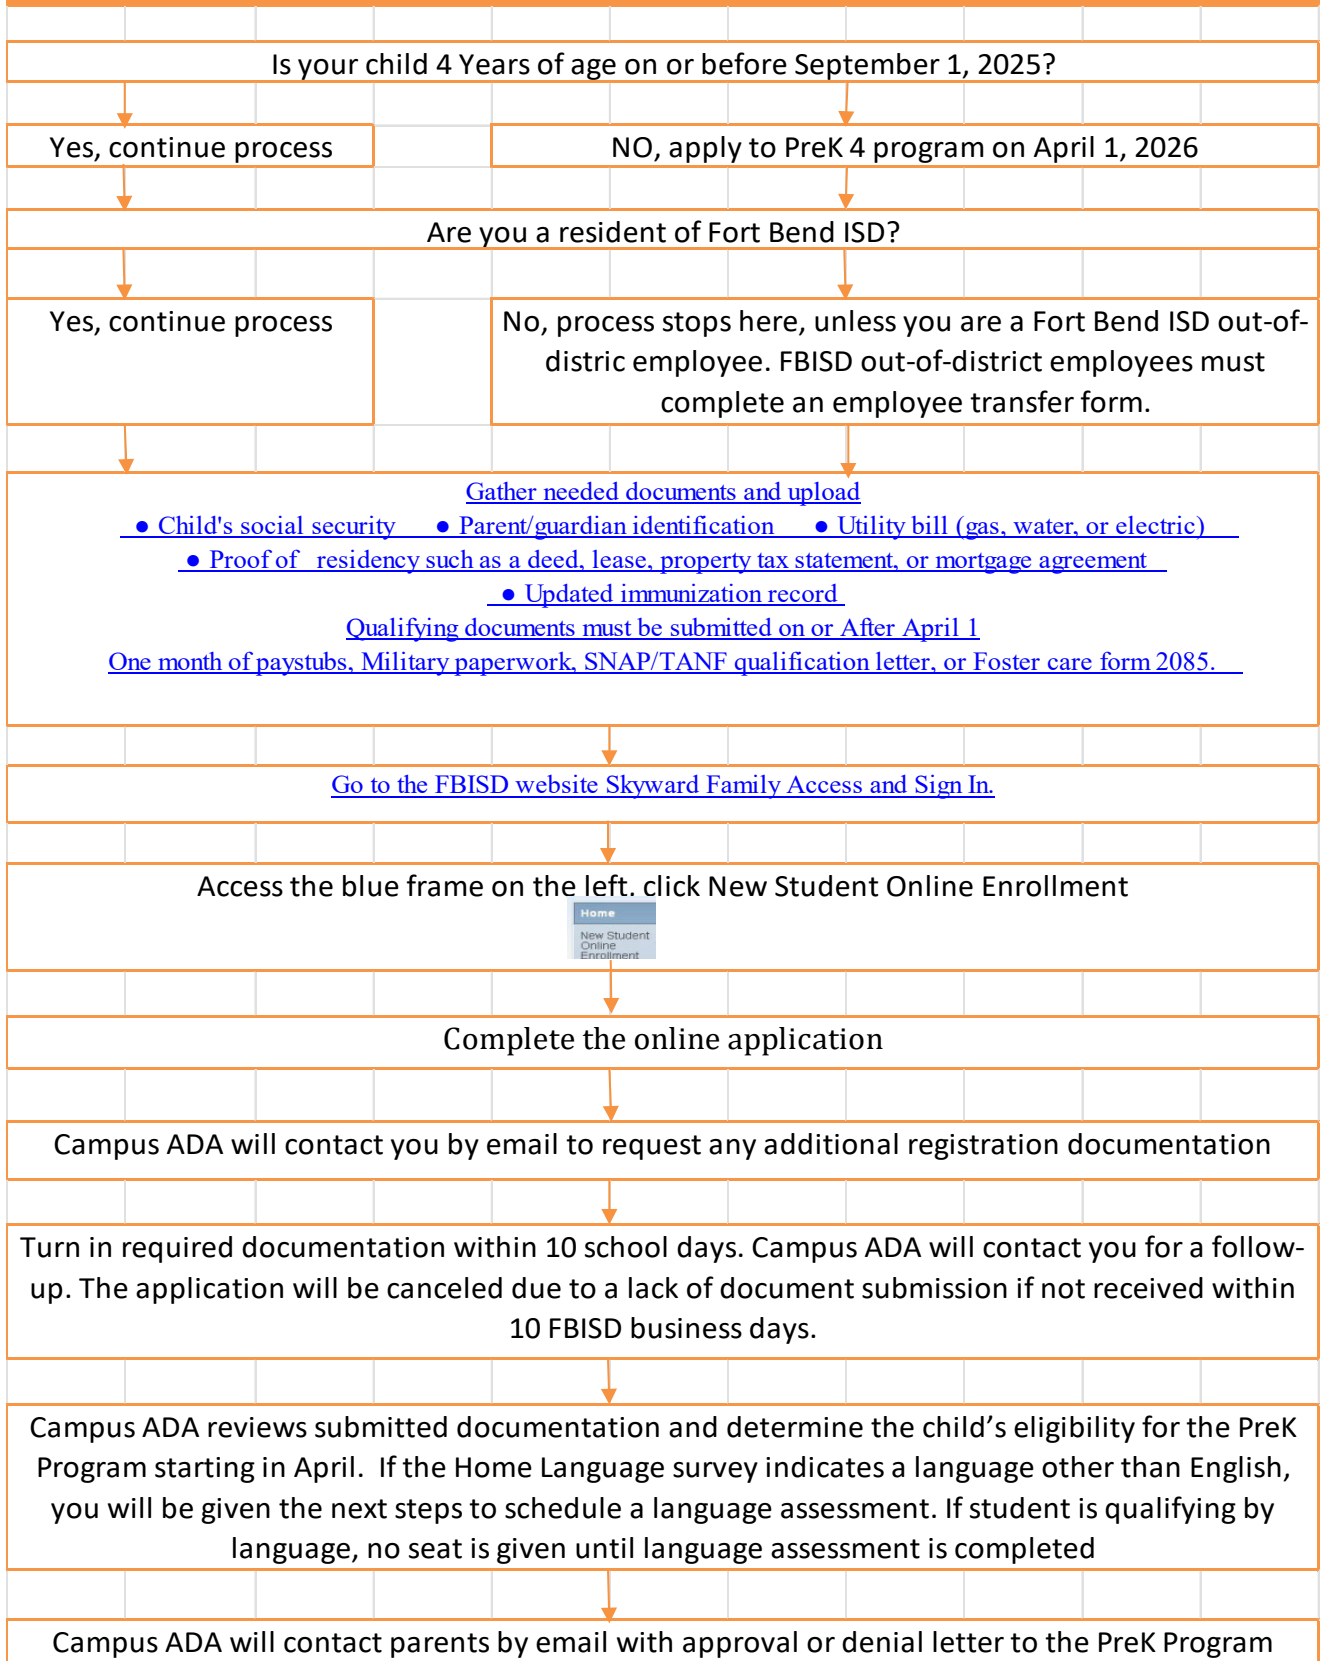 Is your child 4 Years of age on or before September 1, 2025?
Yes, continue process
NO, apply to PreK 4 program on April 1, 2026
Are you a resident of Fort Bend ISD?
Yes, continue process
No, process stops here, unless you are a Fort Bend ISD out-of-
distric employee. FBISD out-of-district employees must
complete an employee transfer form.
Gather needed documents and upload
● Child's social security ● Parent/guardian identification ● Utility bill (gas, water, or electric)
● Proof of residency such as a deed, lease, property tax statement, or mortgage agreement
● Updated immunization record
Qualifying documents must be submitted on or After April 1
One month of paystubs, Military paperwork, SNAP/TANF qualification letter, or Foster care form 2085.
Go to the FBISD website Skyward Family Access and Sign In.
Access the blue frame on the left. click New Student Online Enrollment
Home
New Student
Online
Enrollment
Complete the online application
Campus ADA will contact you by email to request any additional registration documentation
Turn in required documentation within 10 school days. Campus ADA will contact you for a follow-
up. The application will be canceled due to a lack of document submission if not received within
10 FBISD business days.
Campus ADA reviews submitted documentation and determine the child’s eligibility for the PreK
Program starting in April. If the Home Language survey indicates a language other than English,
you will be given the next steps to schedule a language assessment. If student is qualifying by
language, no seat is given until language assessment is completed
Campus ADA will contact parents by email with approval or denial letter to the PreK Program